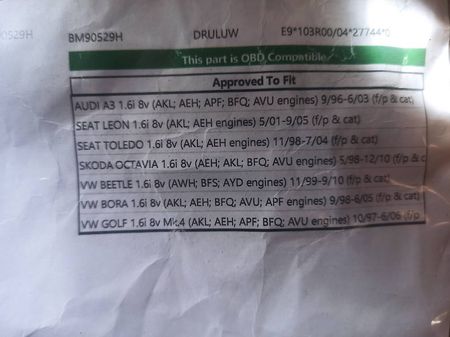 90529H BM90529H DRULUW E9*103R00/04*27744*0
This part is OBD Compatible
Approved To Fit
AUDI A3 1.6i 8v (AKL; AEH; APF; BFQ; AVU engines) 9/96-6/03 (f/p & cat)
SEAT LEON 1.6i 8v (AKL; AEH engines) 5/01-9/05 (f/p & cat)
SEAT TOLEDO 1.6i 8v (AKL; AEH engines) 11/98-7/04 (f/p & cat)
SKODA OCTAVIA 1.6i 8v (AEH; AKL; BFQ; AVU engines) 5/98-12/10 (f/p & c
VW BEETLE 1.6i 8v (AWH; BFS; AYD engines) 11/99-9/10 (f/p & cat)
VW BORA 1.6i 8v (AKL; AEH; BFQ; AVU; APF engines) 9/98-6/05 (f/p & cat)
VW GOLF 1.6i 8v Mk.4 (AKL; AEH; APF; BFQ; AVU engines) 10/97-6/06 (f/p